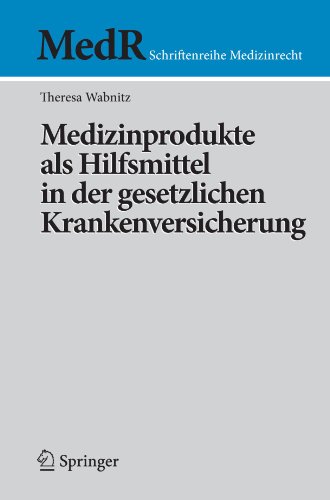 MedR Schriftenreihe Medizinrecht
Theresa Wabnitz
Medizinprodukte
als Hilfsmittel
in der gesetzlichen
Krankenversicherung
Springer